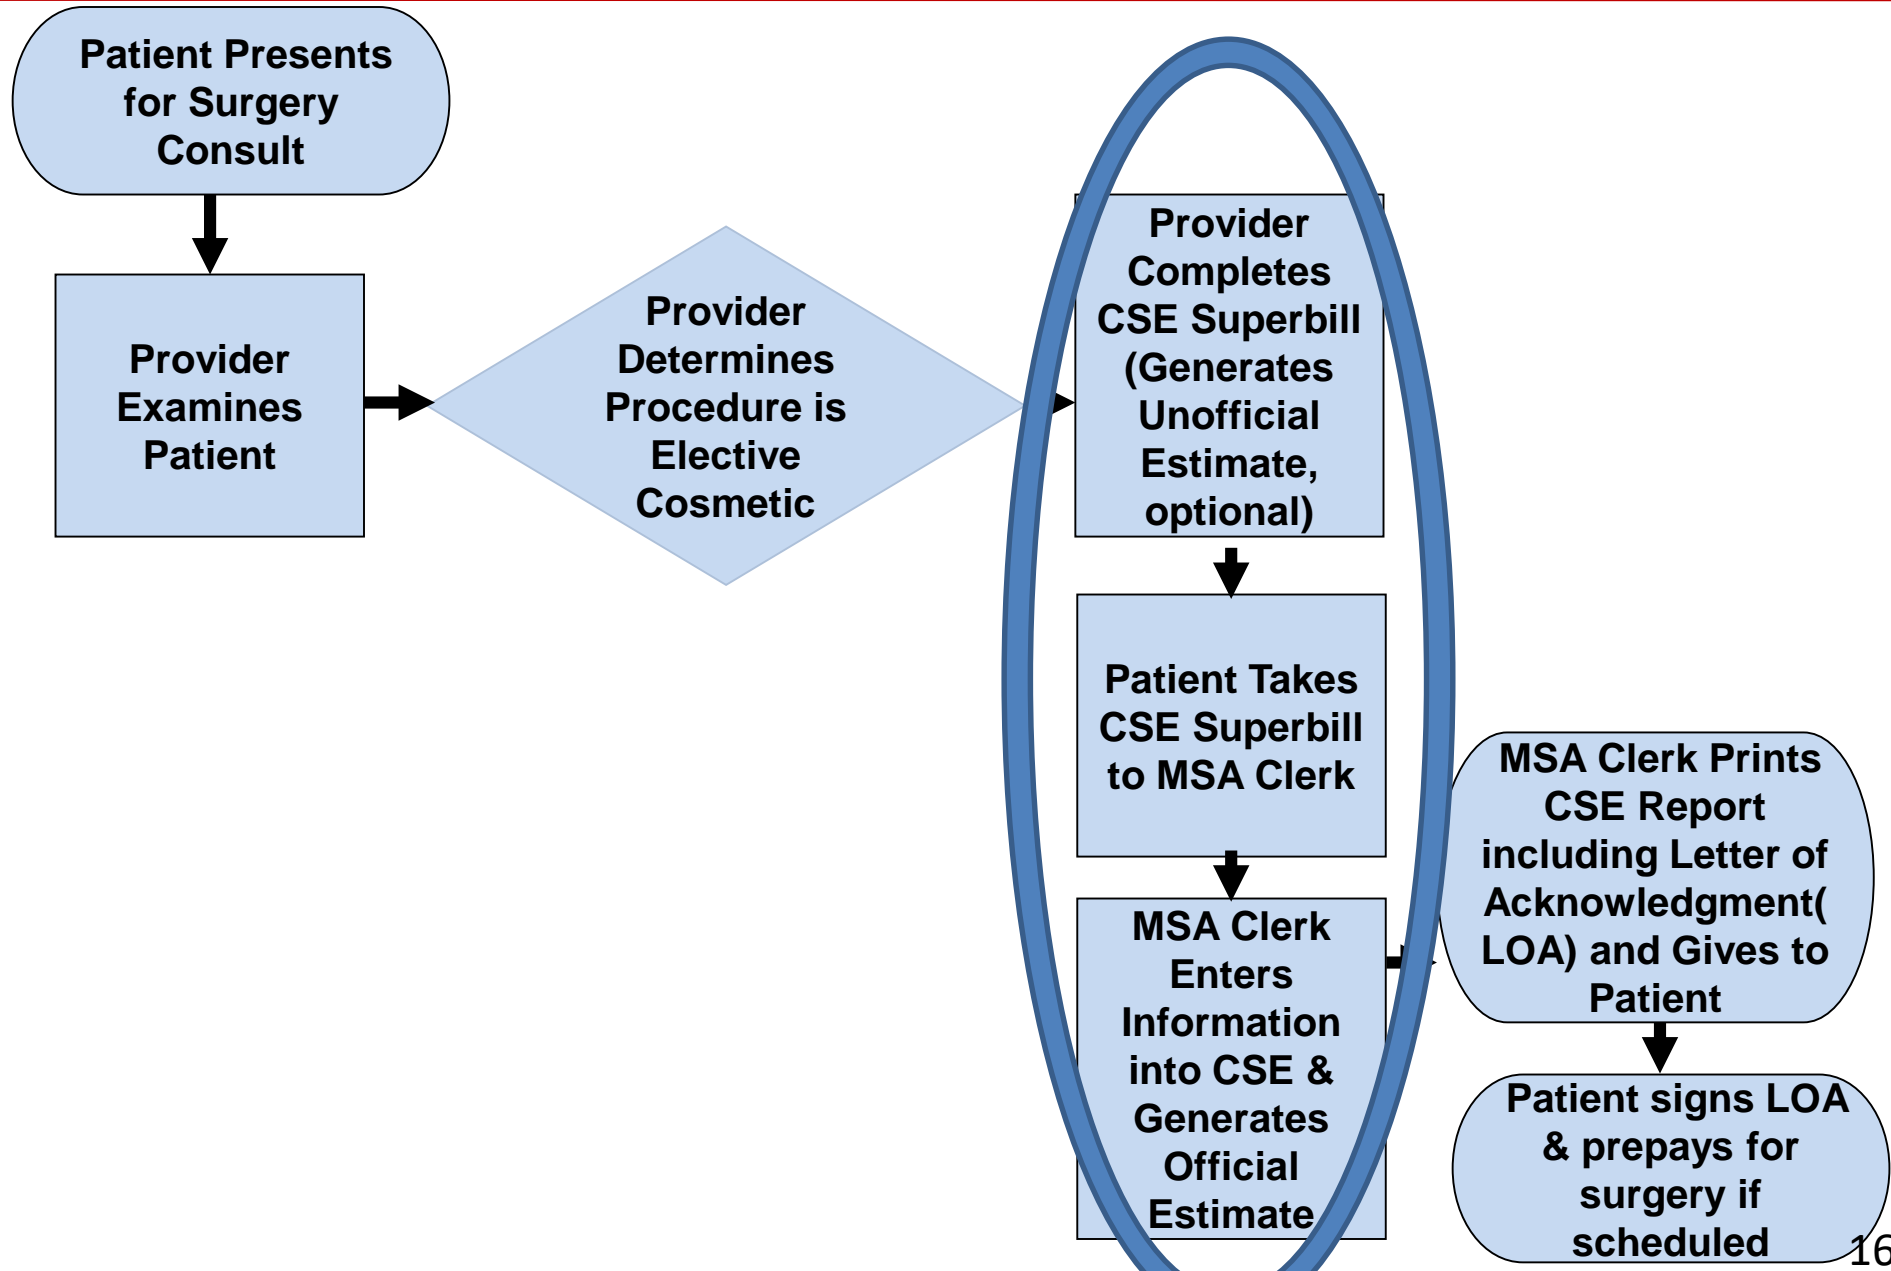 Patient Presents
for Surgery
Consult
Provider
Examines
Patient
Provider
Determines
Procedure is
Elective
Cosmetic
Provider
Completes
CSE Superbill
(Generates
Unofficial
Estimate,
optional)
Patient Takes
CSE Superbill
to MSA Clerk
MSA Clerk
Enters
Information
into CSE &
Generates
Official
Estimate
MSA Clerk Prints
CSE Report
including Letter of
Acknowledgment(
LOA) and Gives to
Patient
Patient signs LOA
& prepays for
surgery if
scheduled
16